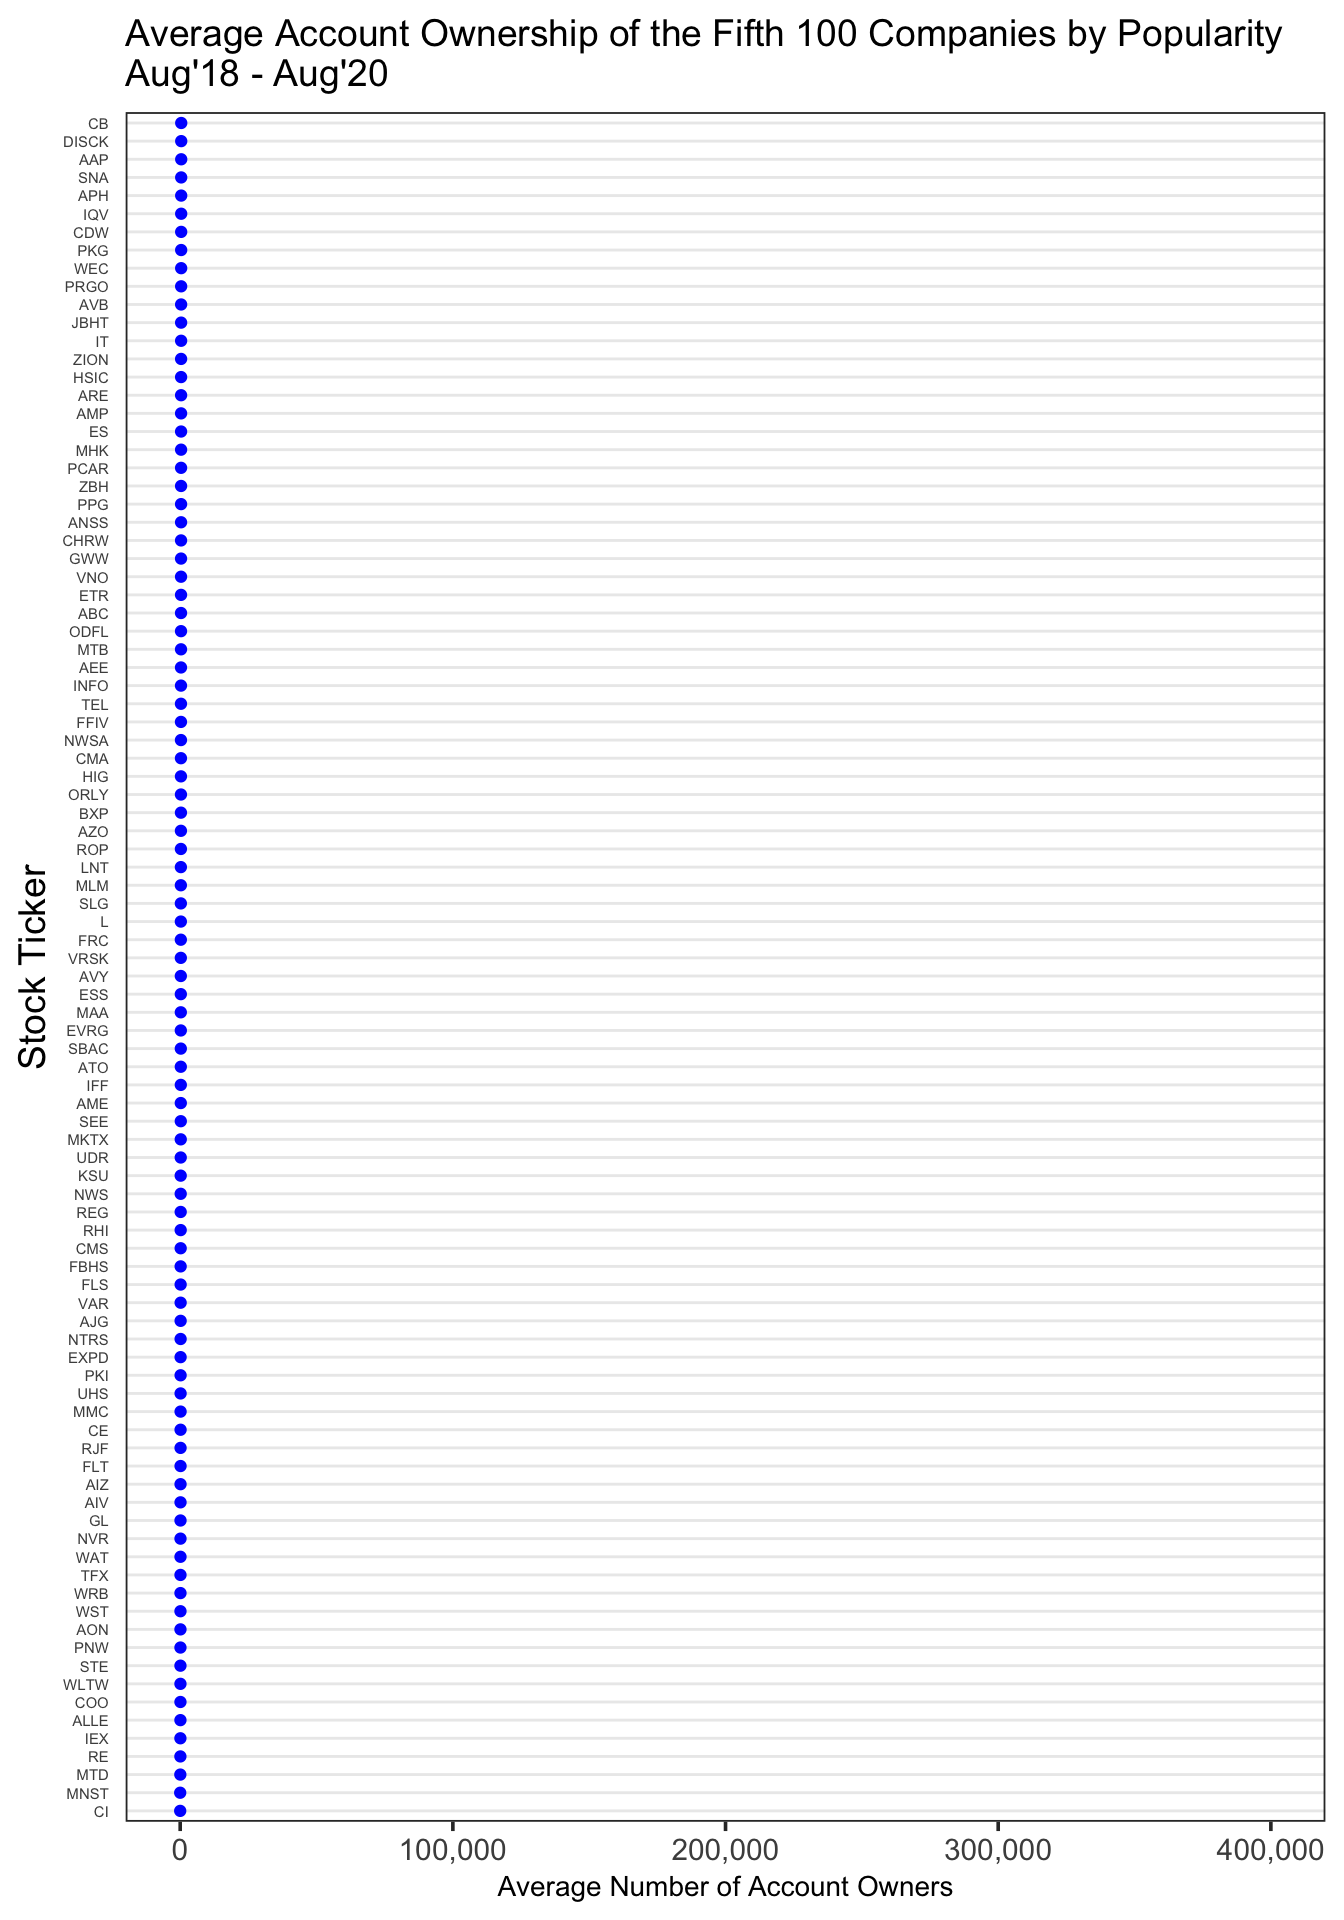 Average Account Ownership of the Fifth 100 Companies by Popularity
Aug'18 - Aug'20
Stock Ticker
CB
DISCK
AAP
SNA
APH
IQV
CDW
PKG
WEC
PRGO
AVB
JBHT
IT
ZION
HSIC
ARE
AMP
ES
MHK
PCAR
ZBH
PPG
ANSS
CHRW
GWW
VNO
ETR
ABC
ODFL
MTB
AEE
INFO
TEL
FFIV
NWSA
CMA
HIG
ORLY
BXP
AZO
ROP
LNT
MLM
SLG
L
FRC
VRSK
AVY
ESS
MAA
EVRG
SBAC
ATO
IFF
AME
SEE
MKTX
UDR
KSU
NWS
REG
RHI
CMS
FBHS
FLS
VAR
AJG
NTRS
EXPD
PKI
UHS
MMC
CE
RJF
FLT
AIZ
AIV
GL
NVR
WAT
TFX
WRB
WST
AON
PNW
STE
WLTW
COO
ALLE
IEX
RE
MTD
MNST
CI
0 100,000 200,000 300,000 400,000
Average Number of Account Owners